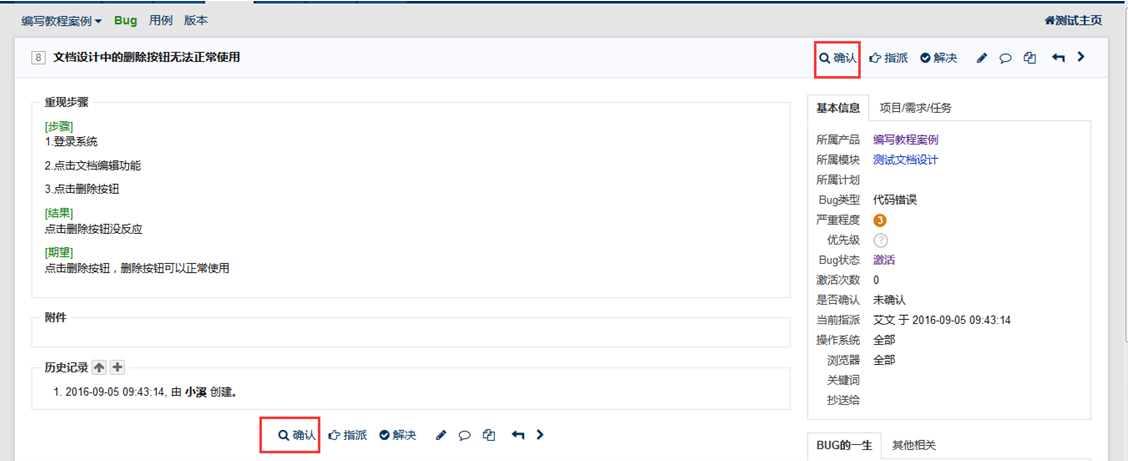 编写教程案例 Bug 用例 版本 测试主页
8 文档设计中的删除按钮无法正常使用 确认 指派 解决
重现步骤
[步骤]
1.登录系统
2.点击文档编辑功能
3.点击删除按钮
[结果]
点击删除按钮没反应
[期望]
点击删除按钮，删除按钮可以正常使用
附件
历史记录
1. 2016-09-05 09:43:14, 由 小溪 创建。
确认 指派 解决
基本信息 项目/需求/任务
所属产品 编写教程案例
所属模块 测试文档设计
所属计划
Bug类型 代码错误
严重程度 3
优先级 ?
Bug状态 激活
激活次数 0
是否确认 未确认
当前指派 艾文 于 2016-09-05 09:43:14
操作系统 全部
浏览器 全部
关键词
抄送给
BUG的一生 其他相关